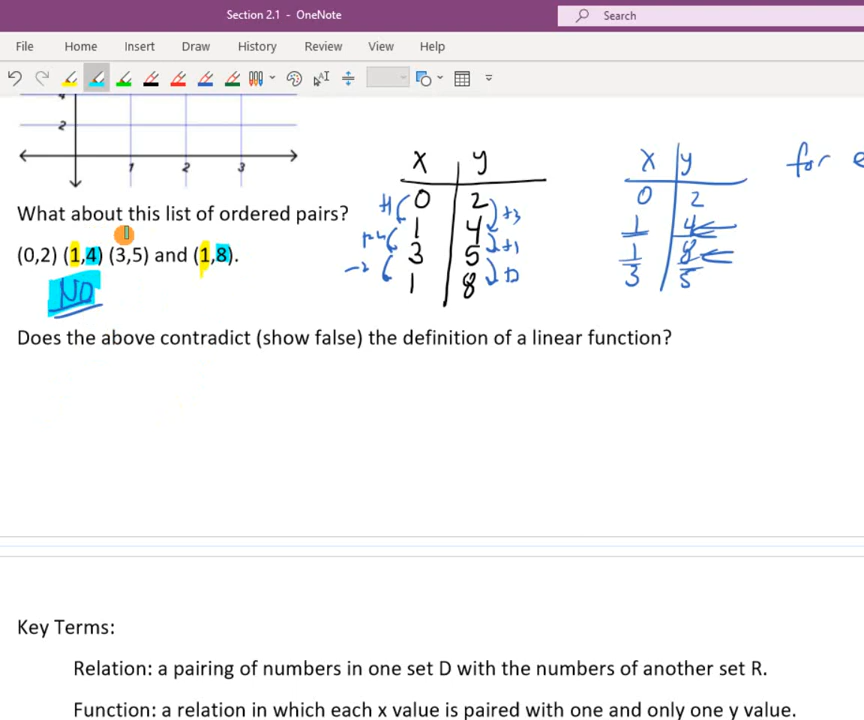 Section 2.1 - OneNote
Search
File Home Insert Draw History Review View Help
2
1 2 3
x y
0 2
1 4
3 5
1 8
+1 +3
+2 +1
-2
x y
0 2
1 4
1 8
3 5
for
What about this list of ordered pairs?
(0,2) (1,4) (3,5) and (1,8).
NO
Does the above contradict (show false) the definition of a linear function?
Key Terms:
Relation: a pairing of numbers in one set D with the numbers of another set R.
Function: a relation in which each x value is paired with one and only one y value.